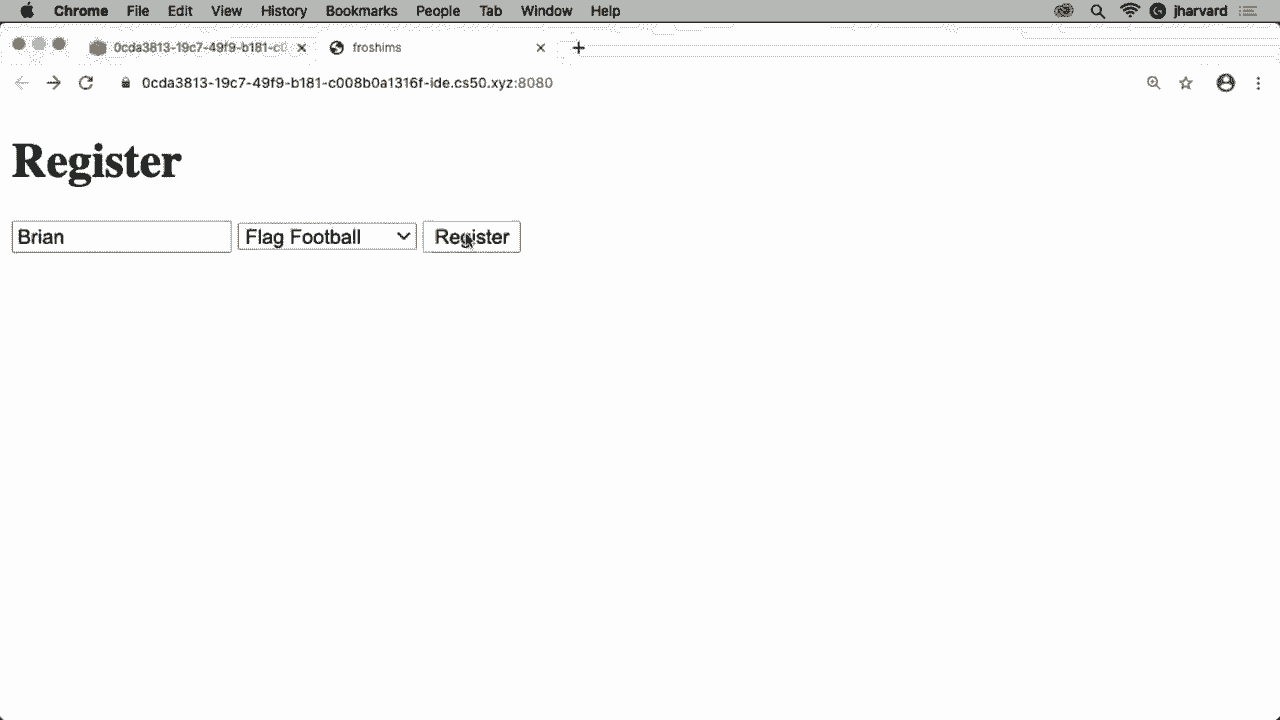 Chrome File Edit View History Bookmarks People Tab Window Help jharvard
0cda3813-19c7-49f9-b181-c0 froshims
0cda3813-19c7-49f9-b181-c008b0a1316f-ide.cs50.xyz:8080
Register
Brian Flag Football Register